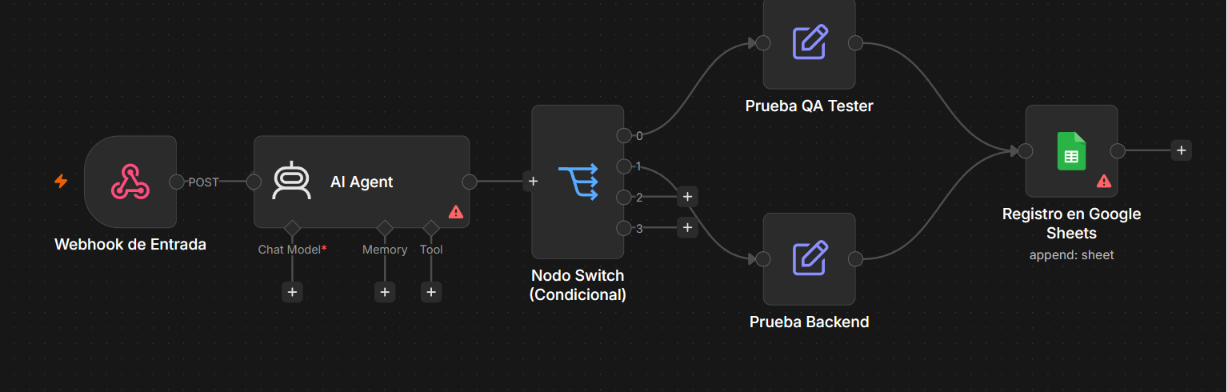 Prueba QA Tester
POST
AI Agent
0
1
2
3
Webhook de Entrada
Chat Model*
Memory
Tool
Nodo Switch
(Condicional)
Prueba Backend
Registro en Google
Sheets
append: sheet